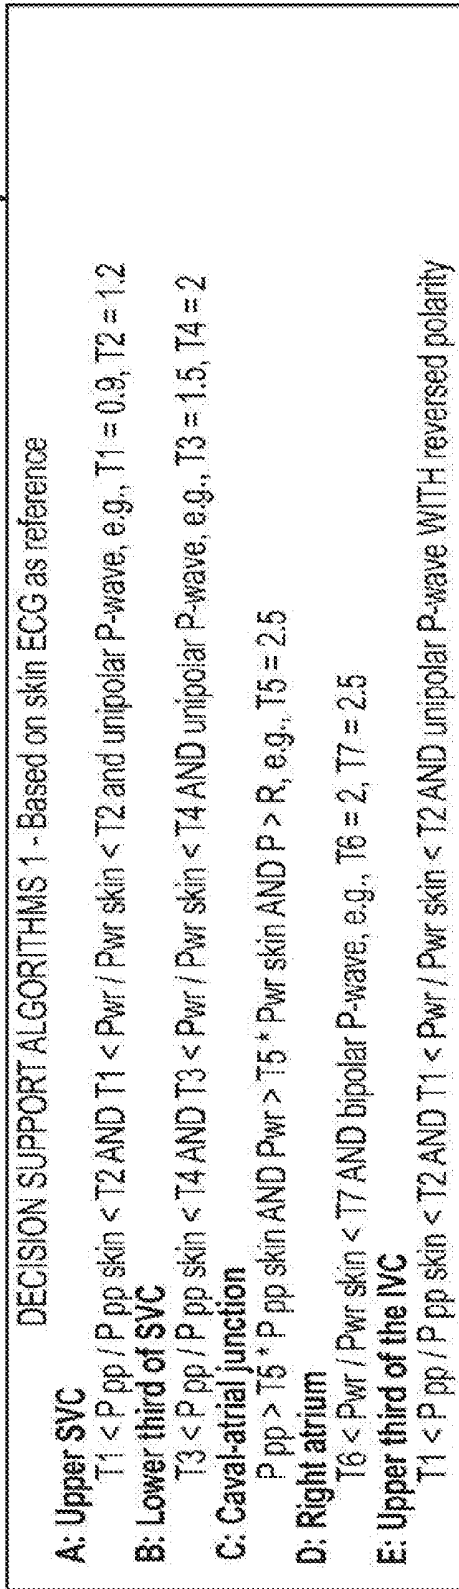 DECISION SUPPORT ALGORITHMS 1 - Based on skin ECG as reference
A: Upper SVC
T1 < P pp / P pp skin < T2 AND T1 < Pwr / Pwr skin < T2 and unipolar P-wave, e.g., T1 = 0.9, T2 = 1.2
B: Lower third of SVC
T3 < P pp / P pp skin < T4 AND T3 < Pwr / Pwr skin < T4 AND unipolar P-wave, e.g., T3 = 1.5, T4 = 2
C: Caval-atrial junction
P pp > T5 * P pp skin AND Pwr > T5 * Pwr skin AND P > R, e.g., T5 = 2.5
D: Right atrium
T6 < Pwr / Pwr skin < T7 AND bipolar P-wave, e.g., T6 = 2, T7 = 2.5
E: Upper third of the IVC
T1 < P pp / P pp skin < T2 AND T1 < Pwr / Pwr skin < T2 AND unipolar P-wave WITH reversed polarity